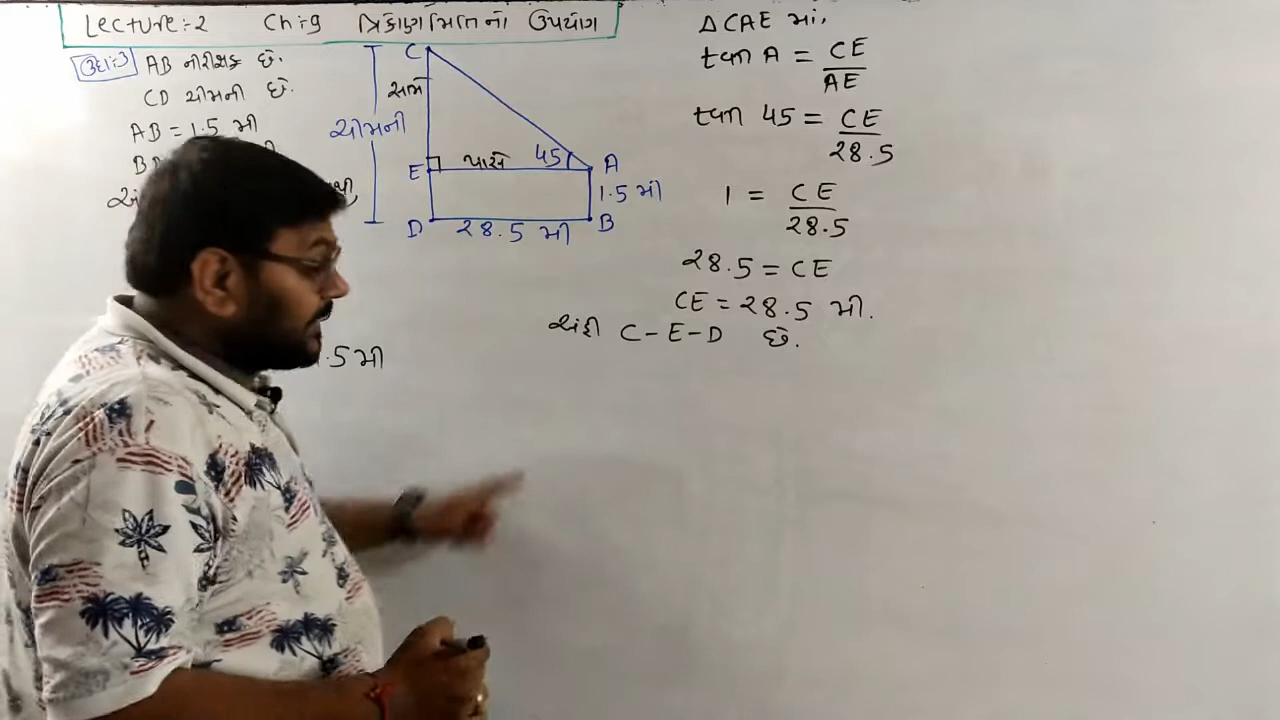 Lecture:-2 Ch:-9 ત્રિકોણમિતિનો ઉપયોગ
ઉદા:-3 AB નીરીક્ષક છે.
CD ચીમની છે.
AB = 1.5 મી
C
સામે
ચીમની
E પાસે 45 A
1.5 મી
D 28.5 મી B
.5 મી
△CAE માં,
tan A = CE
AE
tan 45 = CE
28.5
1 = CE
28.5
28.5 = CE
CE = 28.5 મી.
અહીં C-E-D છે.